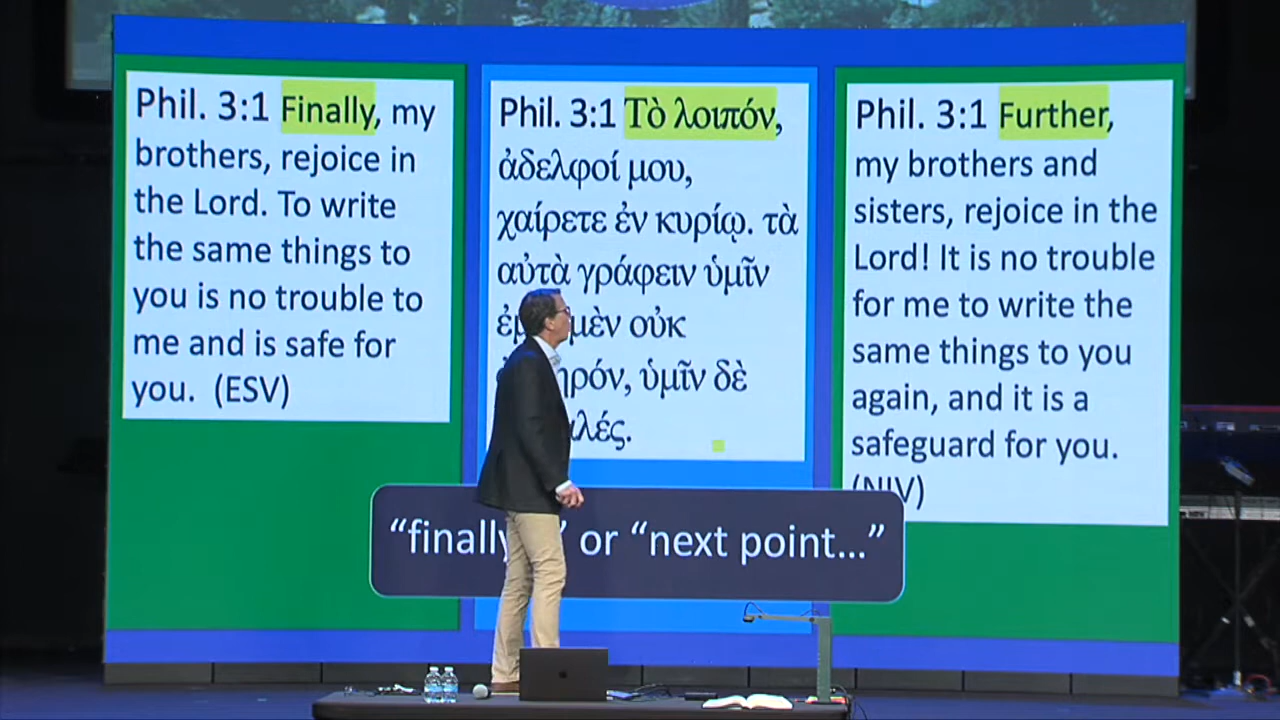 Phil. 3:1 Finally, my
brothers, rejoice in
the Lord. To write
the same things to
you is no trouble to
me and is safe for
you. (ESV)
Phil. 3:1 Τὸ λοιπόν,
ἀδελφοί μου,
χαίρετε ἐν κυρίῳ. τὰ
αὐτὰ γράφειν ὑμῖν
μὲν οὐκ
ὑμῖν δὲ
Phil. 3:1 Further,
my brothers and
sisters, rejoice in the
Lord! It is no trouble
for me to write the
same things to you
again, and it is a
safeguard for you.
(NIV)
“finally or “next point...”